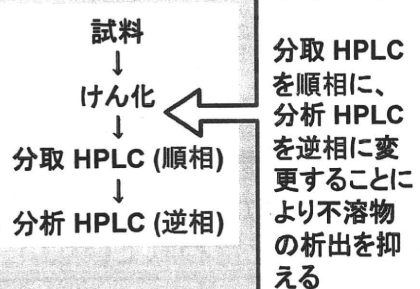 試料
↓
けん化
↓
分取 HPLC (順相)
↓
分析 HPLC (逆相)
分取 HPLC
を順相に、
分析 HPLC
を逆相に変
更することに
より不溶物
の析出を抑
える